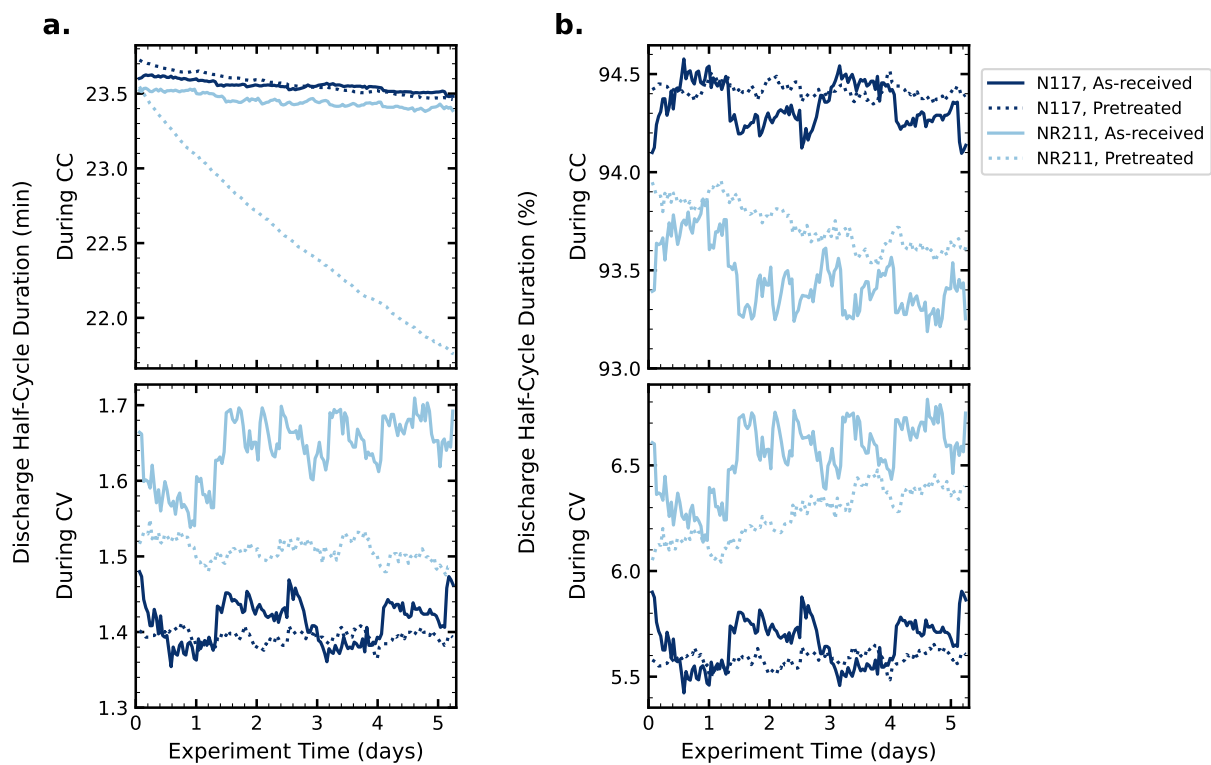 a.
Discharge Half-Cycle Duration (min)
During CC
23.5
23.0
22.5
22.0
During CV
1.7
1.6
1.5
1.4
1.3
0 1 2 3 4 5
Experiment Time (days)
b.
Discharge Half-Cycle Duration (%)
During CC
94.5
94.0
93.5
93.0
During CV
6.5
6.0
5.5
0 1 2 3 4 5
Experiment Time (days)
N117, As-received
N117, Pretreated
NR211, As-received
NR211, Pretreated